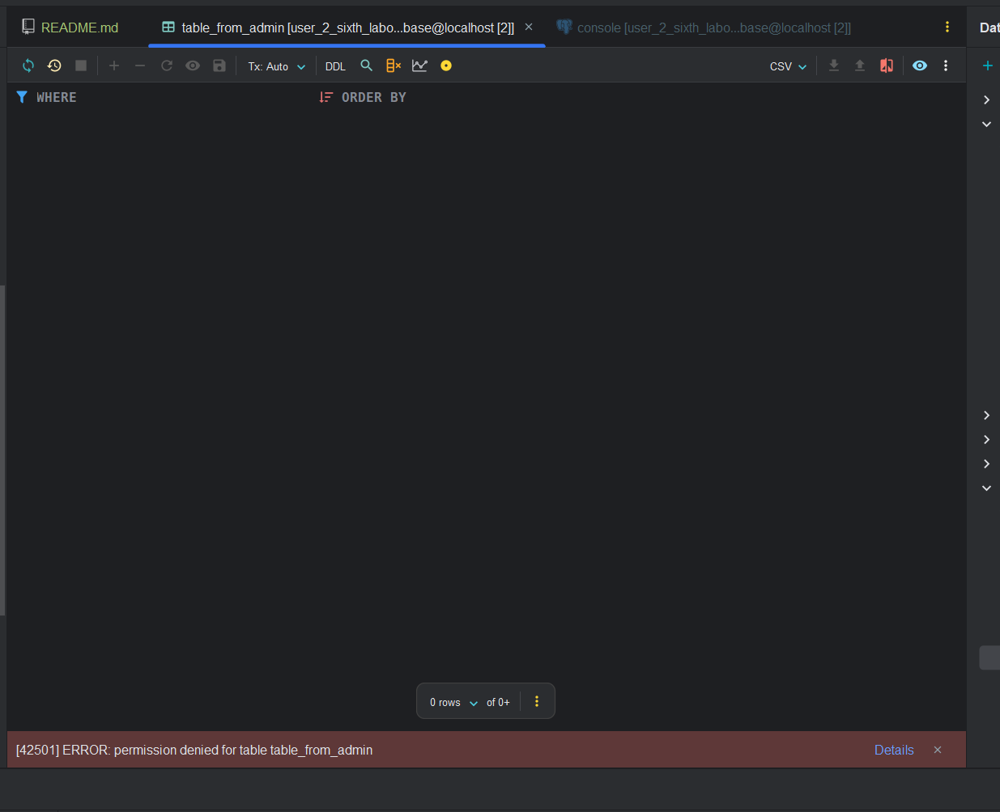 README.md
table_from_admin [user_2_sixth_labo...base@localhost [2]]
console [user_2_sixth_labo...base@localhost [2]]
Dat
Tx: Auto
DDL
CSV
WHERE
ORDER BY
0 rows
of 0+
[42501] ERROR: permission denied for table table_from_admin
Details